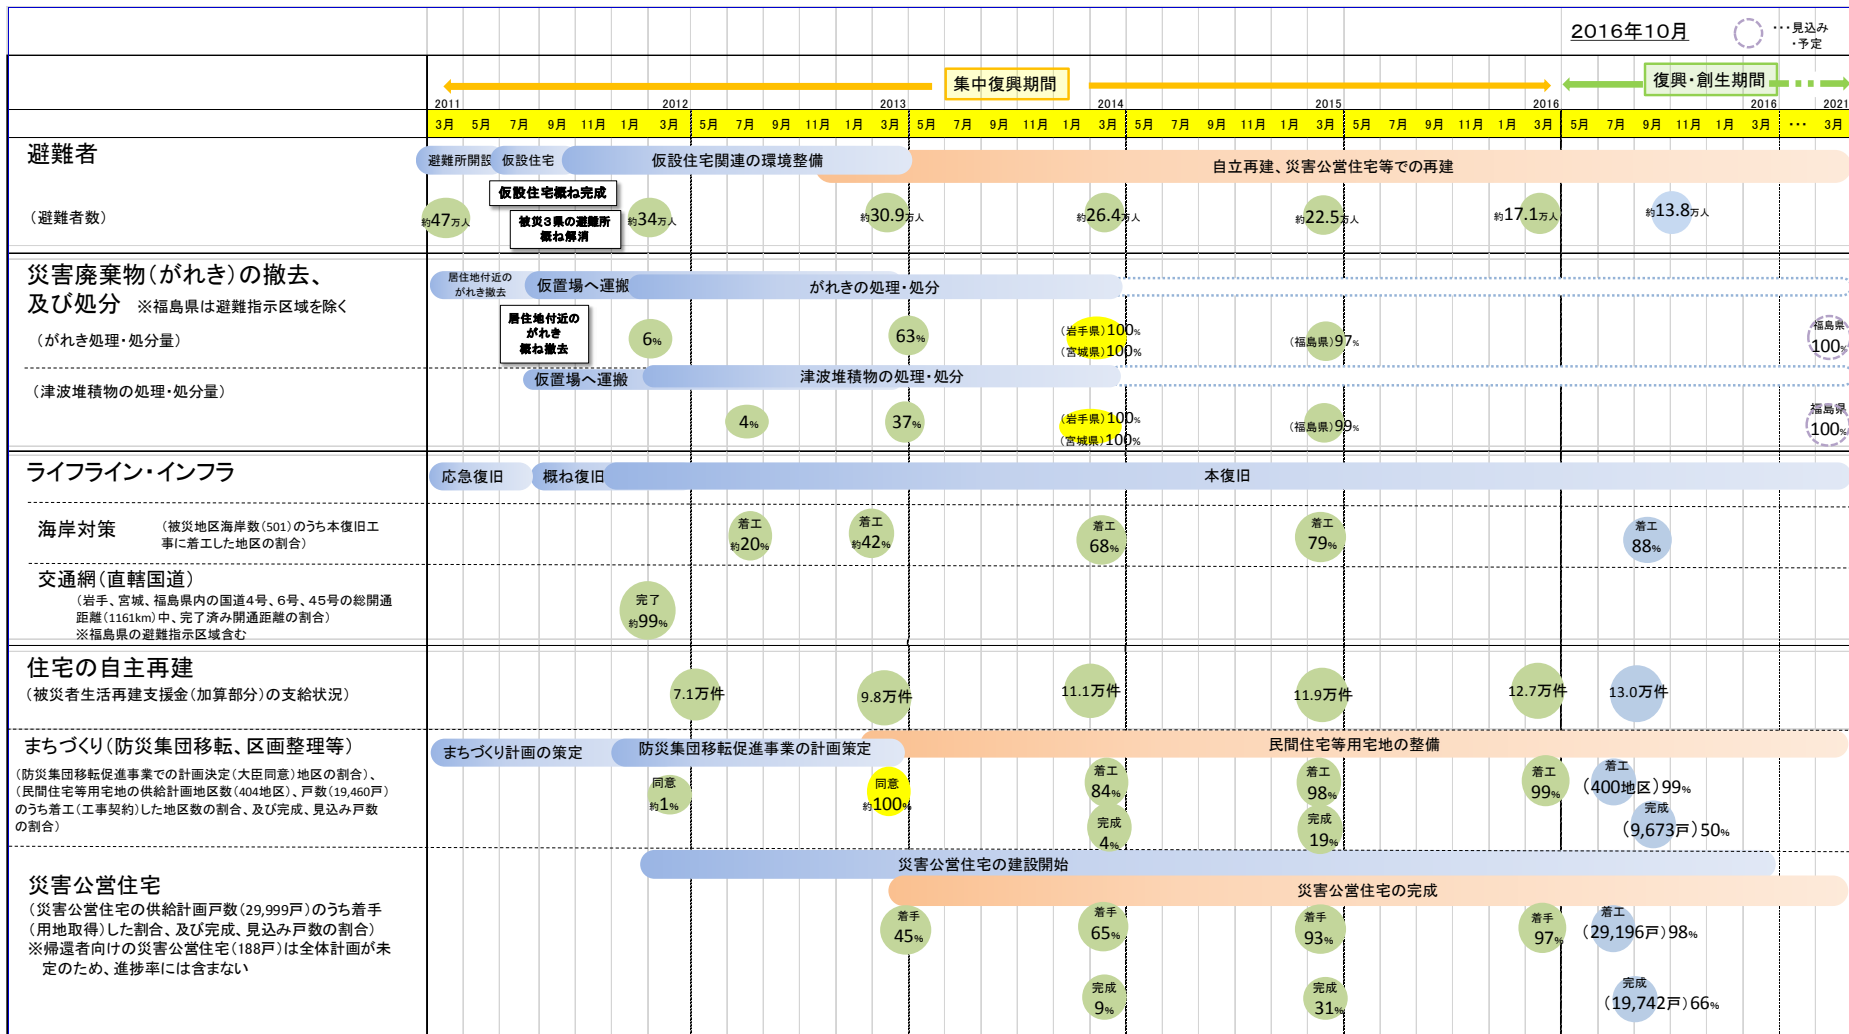 2016年10月
･･･見込み
・予定
集中復興期間
復興・創生期間
2011 2012 2013 2014 2015 2016 2016 2021
3月 5月 7月 9月 11月 1月 3月 5月 7月 9月 11月 1月 3月 5月 7月 9月 11月 1月 3月 5月 7月 9月 11月 1月 3月 5月 7月 9月 11月 1月 3月 5月 7月 9月 11月 1月 3月 ･･･ 3月
避難者
避難所開設 仮設住宅 仮設住宅関連の環境整備
自立再建、災害公営住宅等での再建
仮設住宅概ね完成
被災3県の避難所
概ね解消
（避難者数）
約47万人 約34万人 約30.9万人 約26.4万人 約22.5万人 約17.1万人 約13.8万人
災害廃棄物（がれき）の撤去、
及び処分 ※福島県は避難指示区域を除く
居住地付近の
がれき撤去
仮置場へ運搬 がれきの処理・処分
居住地付近の
がれき
概ね撤去
（がれき処理・処分量）
6% 63%
（岩手県）100%
（宮城県）100%
（福島県）97%
福島県
100%
仮置場へ運搬 津波堆積物の処理・処分
（津波堆積物の処理・処分量）
4% 37%
（岩手県）100%
（宮城県）100%
（福島県）99%
福島県
100%
ライフライン・インフラ
応急復旧 概ね復旧 本復旧
海岸対策
（被災地区海岸数（501）のうち本復旧工
事に着工した地区の割合）
着工
約20%
着工
約42%
着工
68%
着工
79%
着工
88%
交通網（直轄国道）
（岩手、宮城、福島県内の国道4号、6号、45号の総開通
距離（1161km）中、完了済み開通距離の割合）
※福島県の避難指示区域含む
完了
約99%
住宅の自主再建
（被災者生活再建支援金（加算部分）の支給状況）
7.1万件 9.8万件 11.1万件 11.9万件 12.7万件 13.0万件
まちづくり（防災集団移転、区画整理等）
まちづくり計画の策定 防災集団移転促進事業の計画策定 民間住宅等用宅地の整備
（防災集団移転促進事業での計画決定（大臣同意）地区の割合）、
（民間住宅等用宅地の供給計画地区数（404地区）、戸数（19,460戸）
のうち着工（工事契約）した地区数の割合、及び完成、見込み戸数
の割合）
同意
約1%
同意
約100%
着工
84%
着工
98%
着工
99%
着工
（400地区）99%
完成
4%
完成
19%
完成
（9,673戸）50%
災害公営住宅の建設開始
災害公営住宅の完成
災害公営住宅
（災害公営住宅の供給計画戸数（29,999戸）のうち着手
（用地取得）した割合、及び完成、見込み戸数の割合）
※帰還者向けの災害公営住宅（188戸）は全体計画が未
定のため、進捗率には含まない
着手
45%
着手
65%
着手
93%
着手
97%
着工
（29,196戸）98%
完成
9%
完成
31%
完成
（19,742戸）66%